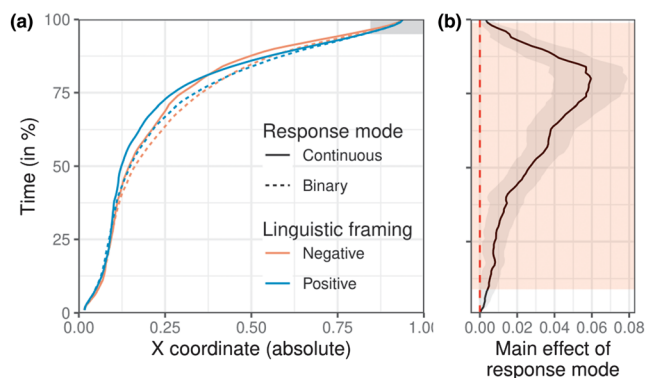 (a)
100
75
50
25
0
Time (in %)
Response mode
Continuous
Binary
Linguistic framing
Negative
Positive
0.00 0.25 0.50 0.75 1.0
X coordinate (absolute)
(b)
0.00 0.02 0.04 0.06 0.08
Main effect of
response mode